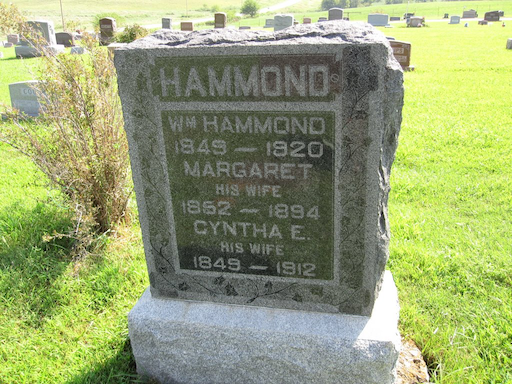 HAMMOND
WM HAMMOND
1849 — 1920
MARGARET
HIS WIFE
1852 — 1894
CYNTHA E.
HIS WIFE
1849 — 1912